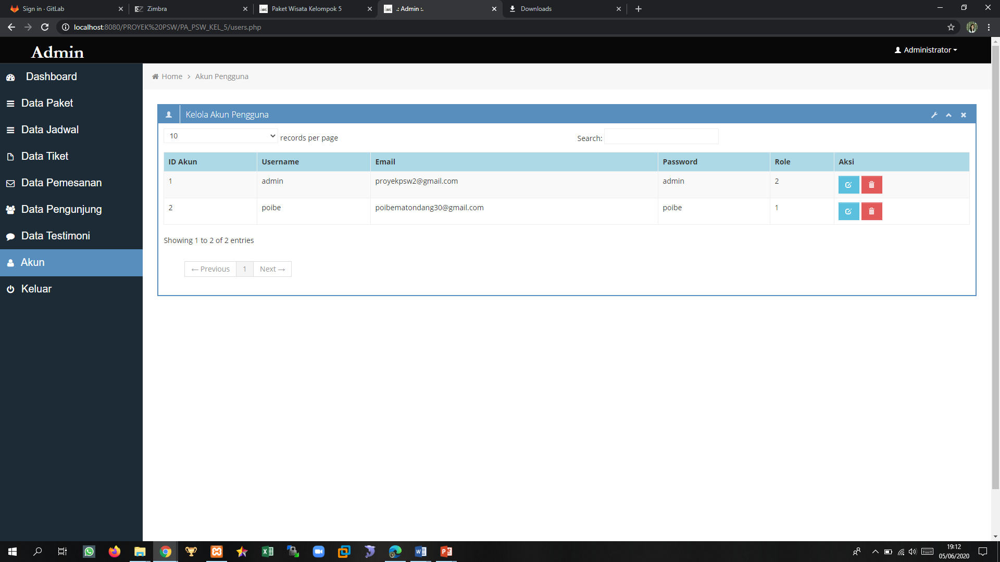 Sign in · GitLab
Zimbra
Paket Wisata Kelompok 5
.: Admin :.
Downloads
localhost:8080/PROYEK%20PSW/PA_PSW_KEL_5/users.php
Admin
Administrator
Dashboard
Data Paket
Data Jadwal
Data Tiket
Data Pemesanan
Data Pengunjung
Data Testimoni
Akun
Keluar
Home > Akun Pengguna
Kelola Akun Pengguna
10 records per page
Search:
ID Akun Username Email Password Role Aksi
1 admin proyekpsw2@gmail.com admin 2
2 poibe poibematondang30@gmail.com poibe 1
Showing 1 to 2 of 2 entries
← Previous 1 Next →
19:12
05/06/2020